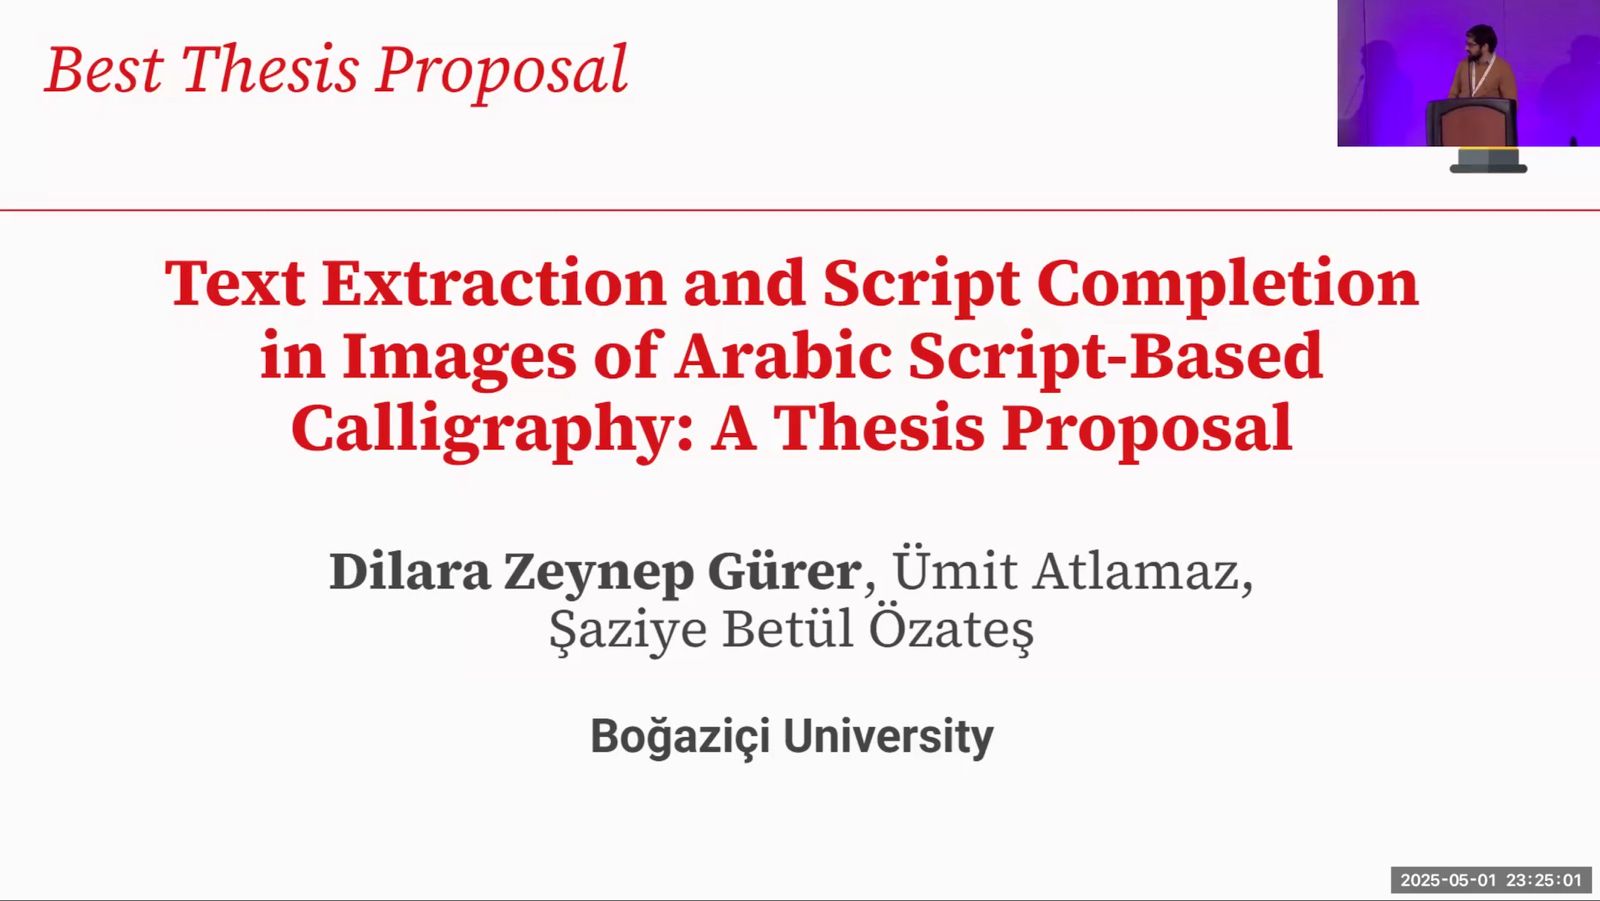 Best Thesis Proposal
Text Extraction and Script Completion
in Images of Arabic Script-Based
Calligraphy: A Thesis Proposal
Dilara Zeynep Gürer, Ümit Atlamaz,
Şaziye Betül Özateş
Boğaziçi University
2025-05-01 23:25:01